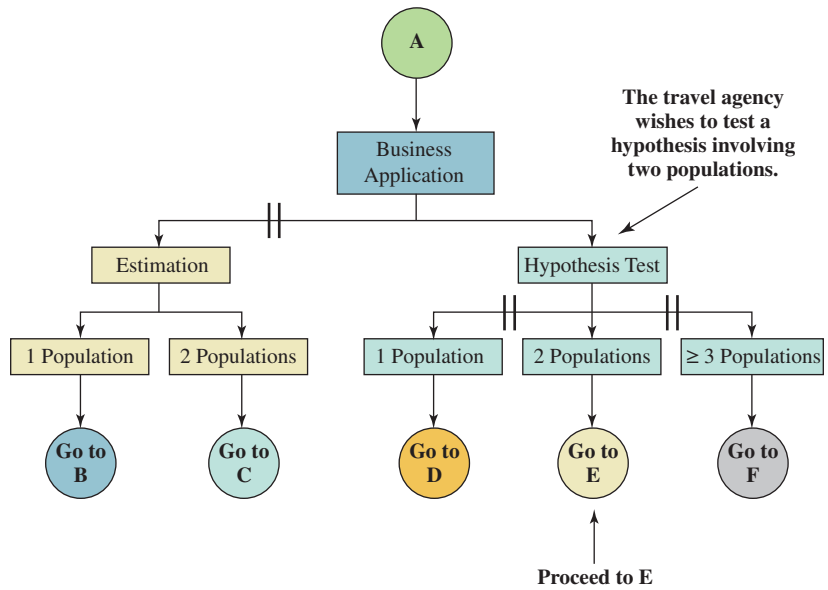 A
The travel agency
wishes to test a
hypothesis involving
two populations.
Business
Application
Estimation
Hypothesis Test
1 Population
2 Populations
1 Population
2 Populations
≥ 3 Populations
Go to
B
Go to
C
Go to
D
Go to
E
Go to
F
Proceed to E